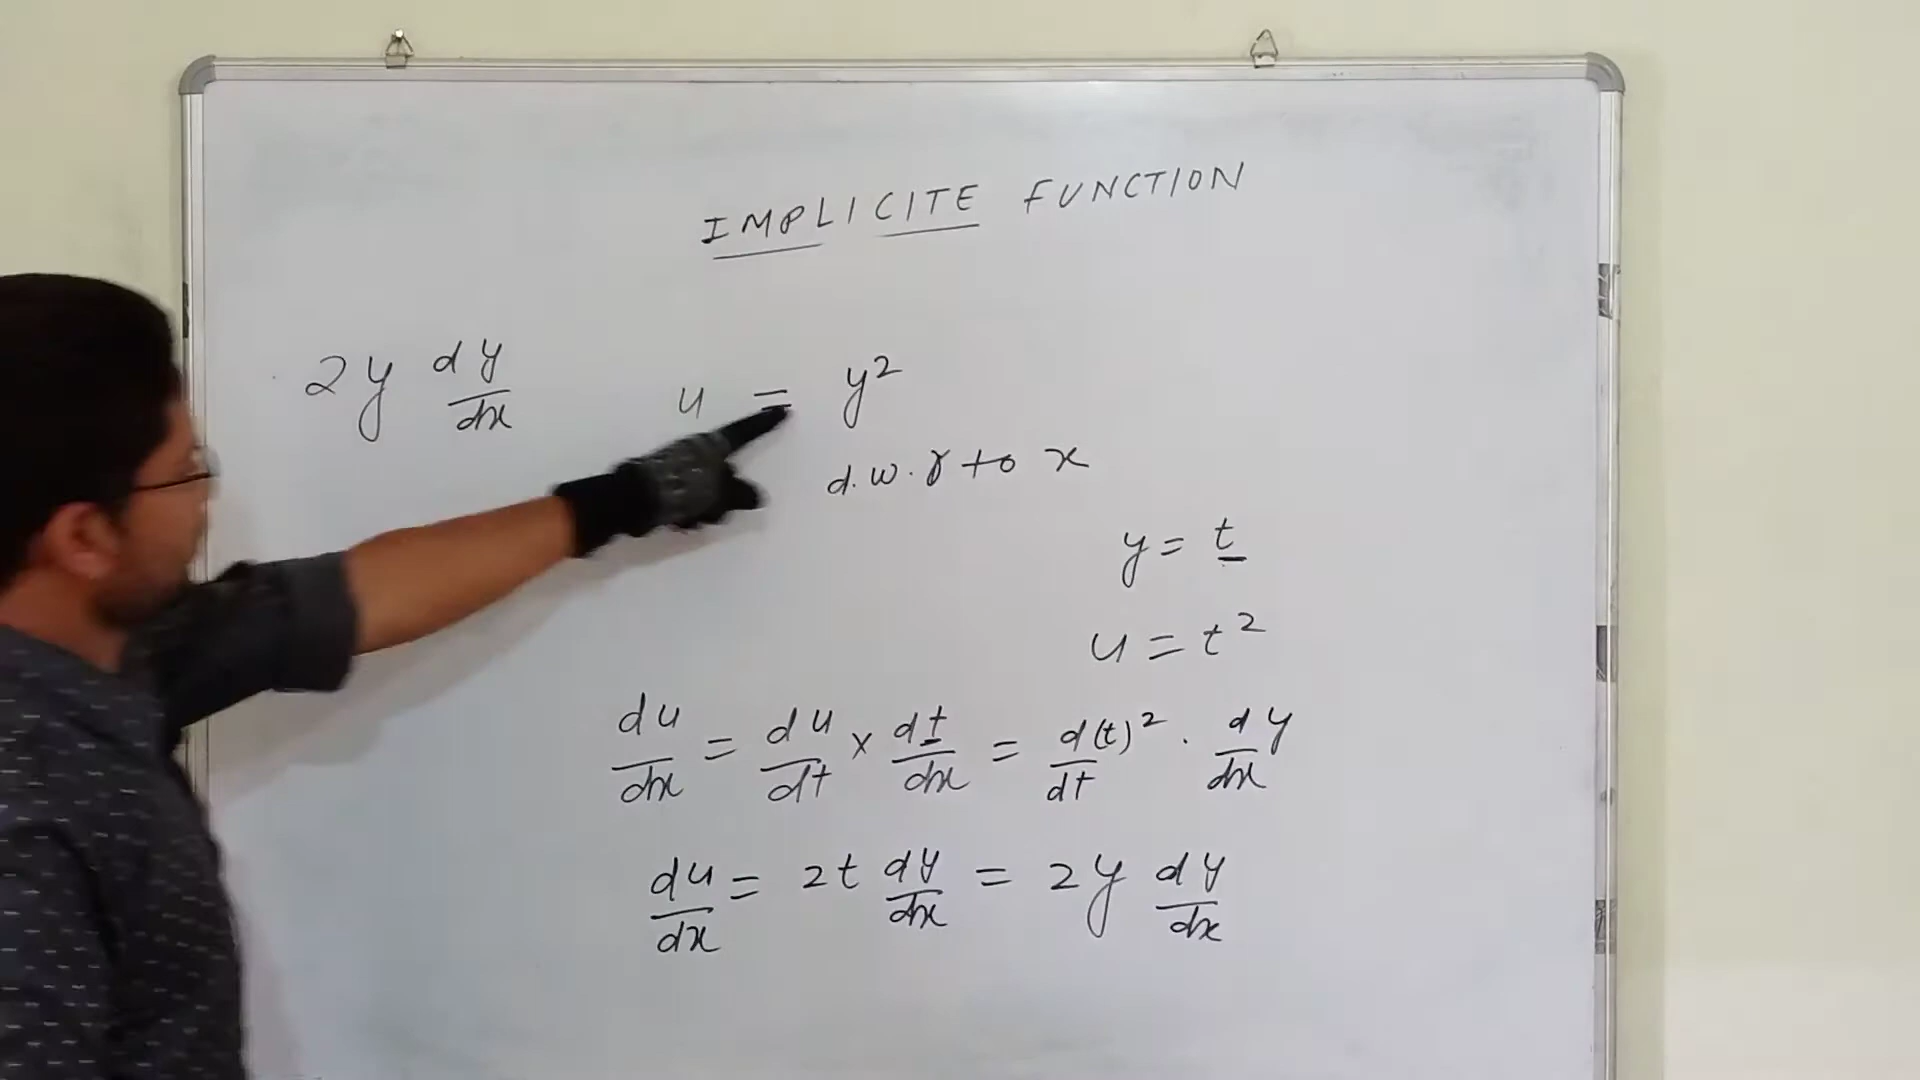 IMPLICITE FUNCTION
2y dy/dx
u = y²
d.w.r to x
y = t
u = t²
du/dx = du/dt × dt/dx = d(t)²/dt · dy/dx
du/dx = 2t dy/dx = 2y dy/dx